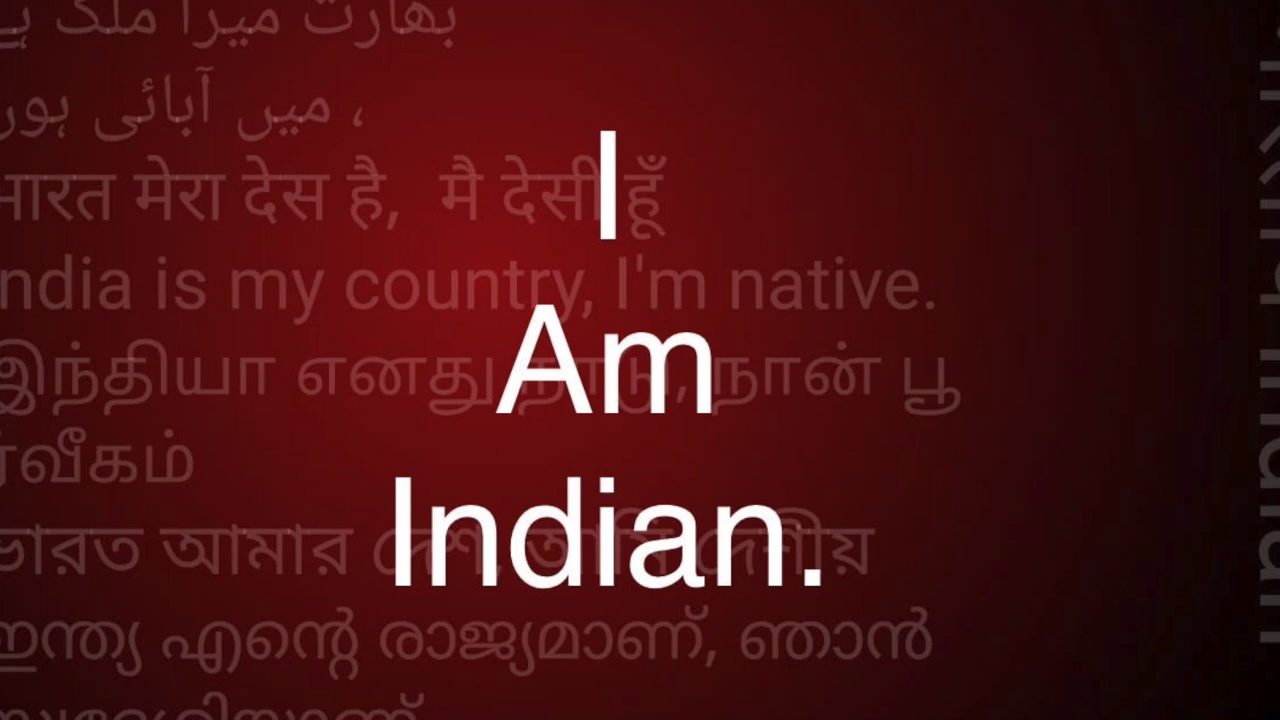 بھارت میرا ملک ہے
، میں آبائی ہوں
भारत मेरा देस है, मै देसी हूँ
I
India is my country, I'm native.
Am
இந்தியா எனது நாடு, நான் பூ
ர்வீகம்
Indian.
ভারত আমার দেশ, আমি দেশীয়
ഇന്ത്യ എന്റെ രാജ്യമാണ്, ഞാൻ